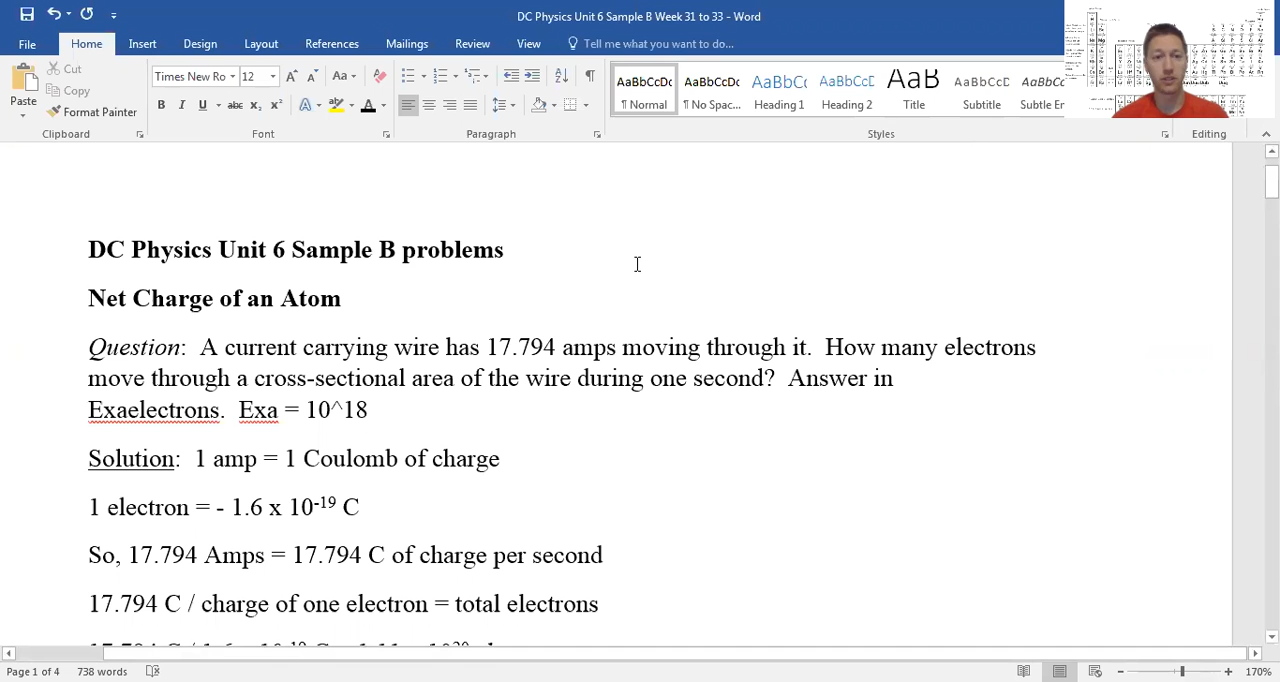 DC Physics Unit 6 Sample B Week 31 to 33 - Word
File Home Insert Design Layout References Mailings Review View Tell me what you want to do...
Cut
Copy
Format Painter
Paste
Times New Ro 12 Aa
B I U abc x₂ x² A A
AaBbCcDc AaBbCcDc AaBbCc AaBbCcD AaB AaBbCcD AaBbCcD
¶ Normal ¶ No Spac... Heading 1 Heading 2 Title Subtitle Subtle Em
Clipboard Font Paragraph Styles Editing
DC Physics Unit 6 Sample B problems
Net Charge of an Atom
Question: A current carrying wire has 17.794 amps moving through it. How many electrons
move through a cross-sectional area of the wire during one second? Answer in
Exaelectrons. Exa = 10^18
Solution: 1 amp = 1 Coulomb of charge
1 electron = - 1.6 x 10⁻¹⁹ C
So, 17.794 Amps = 17.794 C of charge per second
17.794 C / charge of one electron = total electrons
Page 1 of 4 738 words 170%